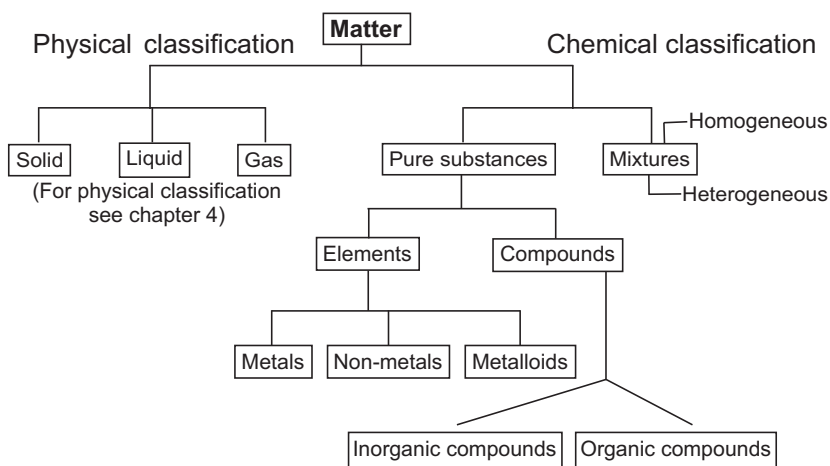 Matter
Physical classification
Chemical classification
Solid
Liquid
Gas
(For physical classification
see chapter 4)
Pure substances
Mixtures
Homogeneous
Heterogeneous
Elements
Compounds
Metals
Non-metals
Metalloids
Inorganic compounds
Organic compounds